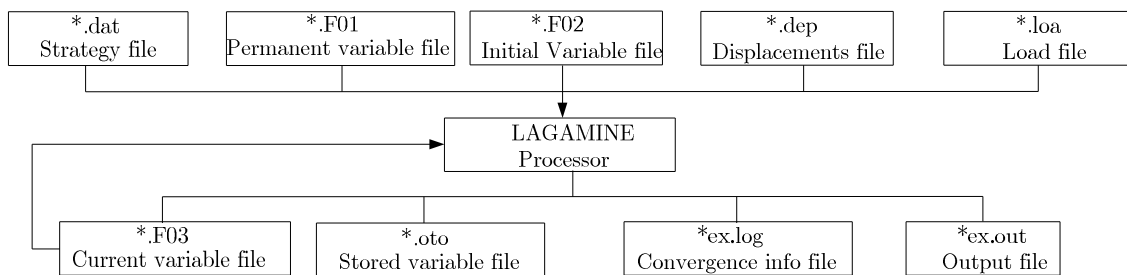 *.dat
Strategy file
*.F01
Permanent variable file
*.F02
Initial Variable file
*.dep
Displacements file
*.loa
Load file
LAGAMINE
Processor
*.F03
Current variable file
*.oto
Stored variable file
*ex.log
Convergence info file
*ex.out
Output file